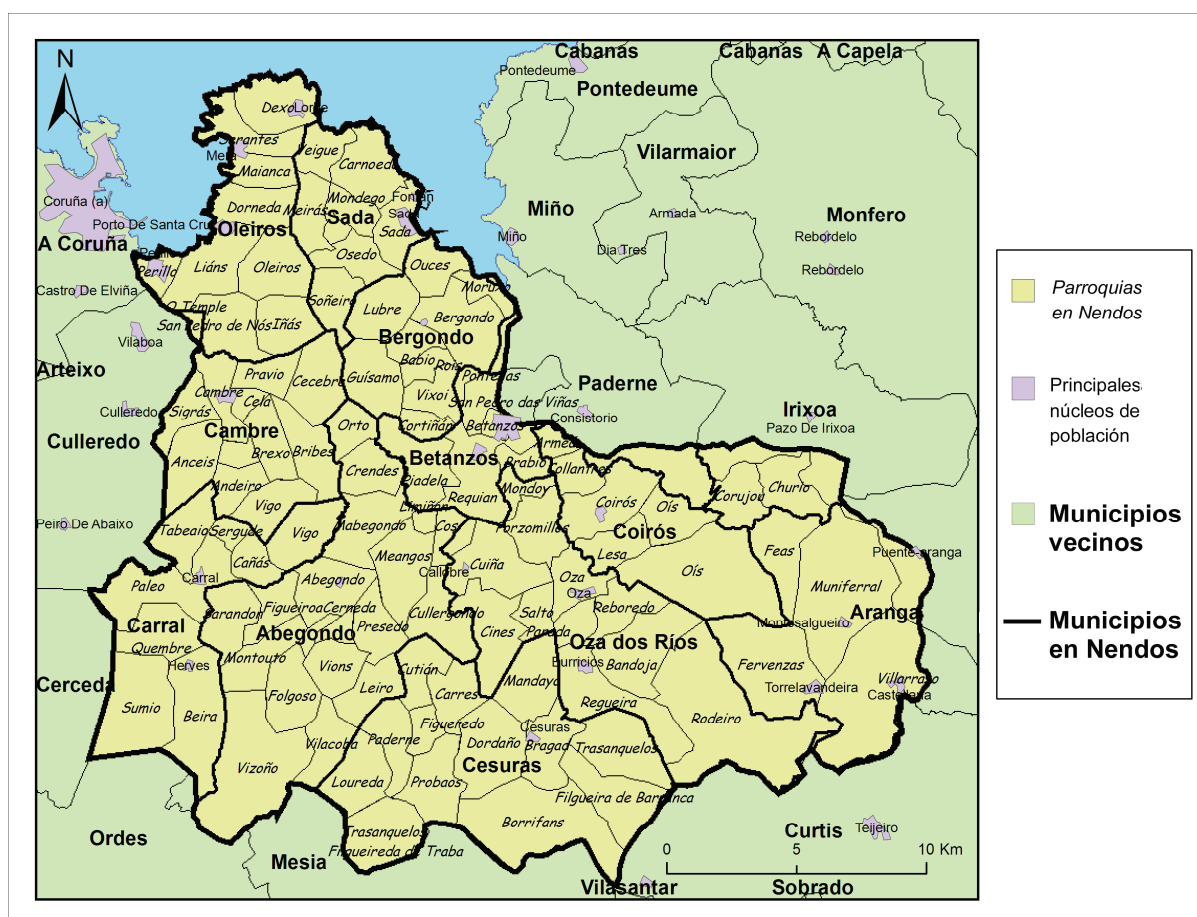 N
Cabanas
Cabanas
A Capela
Pontedeume
Pontedeume
Dexo
Lorbe
Serantes
Mera
Veigue
Carnoedo
Vilarmaior
Maianca
Mondego
Fontán
Coruña (a)
Dorneda
Meirás
Sada
Sada
Miño
Armada
Monfero
Porto De Santa Cruz
Oleiros
Sada
Miño
Dia Tres
Rebordelo
A Coruña
Perillo
Liáns
Oleiros
Osedo
Ouces
Rebordelo
Castro De Elviña
Moruxo
O Temple
Soñeiro
Lubre
Bergondo
San Pedro de Nós
Iñás
Vilaboa
Bergondo
Arteixo
Pravio
Cecebre
Guísamo
Babio
Rois
Pontellas
Paderne
Cambre
Cela
Vixoi
San Pedro das Viñas
Culleredo
Sigrás
Consistorio
Irixoa
Pazo De Irixoa
Culleredo
Cambre
Orto
Cortiñán
Betanzos
Armea
Anceis
Brexo
Bribes
Crendes
Betanzos
Brabío
Collantres
Andeiro
Piadela
Requian
Mondoy
Corujou
Churio
Vigo
Limiñón
Coirós
Oís
Peiro De Abaixo
Tabeaio
Sergude
Vigo
Mabegondo
Cos
Porzomillos
Coirós
Cañás
Meangos
Cuiña
Lesa
Feas
Puente-aranga
Carral
Abegondo
Callobre
Oza
Oís
Muniferral
Paleo
Sarandon
Figueiroa
Cerneda
Cullergondo
Oza
Reboredo
Aranga
Carral
Abegondo
Presedo
Salto
Montesalgueiro
Quembre
Cines
Parada
Oza dos Ríos
Herves
Montouto
Vions
Cutián
Mandayo
Burricios
Bandoja
Fervenzas
Cerceda
Folgoso
Leiro
Carres
Torrelavandeira
Villarraso
Castellana
Sumio
Beira
Regueira
Rodeiro
Figueredo
Cesuras
Vilacoba
Paderne
Dordaño
Bragad
Trasanquelos
Vizoño
Loureda
Probaos
Cesuras
Filgueira de Barranca
Ordes
Trasanquelos
Borrifans
Curtis
Teijeiro
Figueireda de Traba
Mesia
0
5
10 Km
Vilasantar
Sobrado
Parroquias
en Nendos
Principales
núcleos de
población
Municipios
vecinos
Municipios
en Nendos